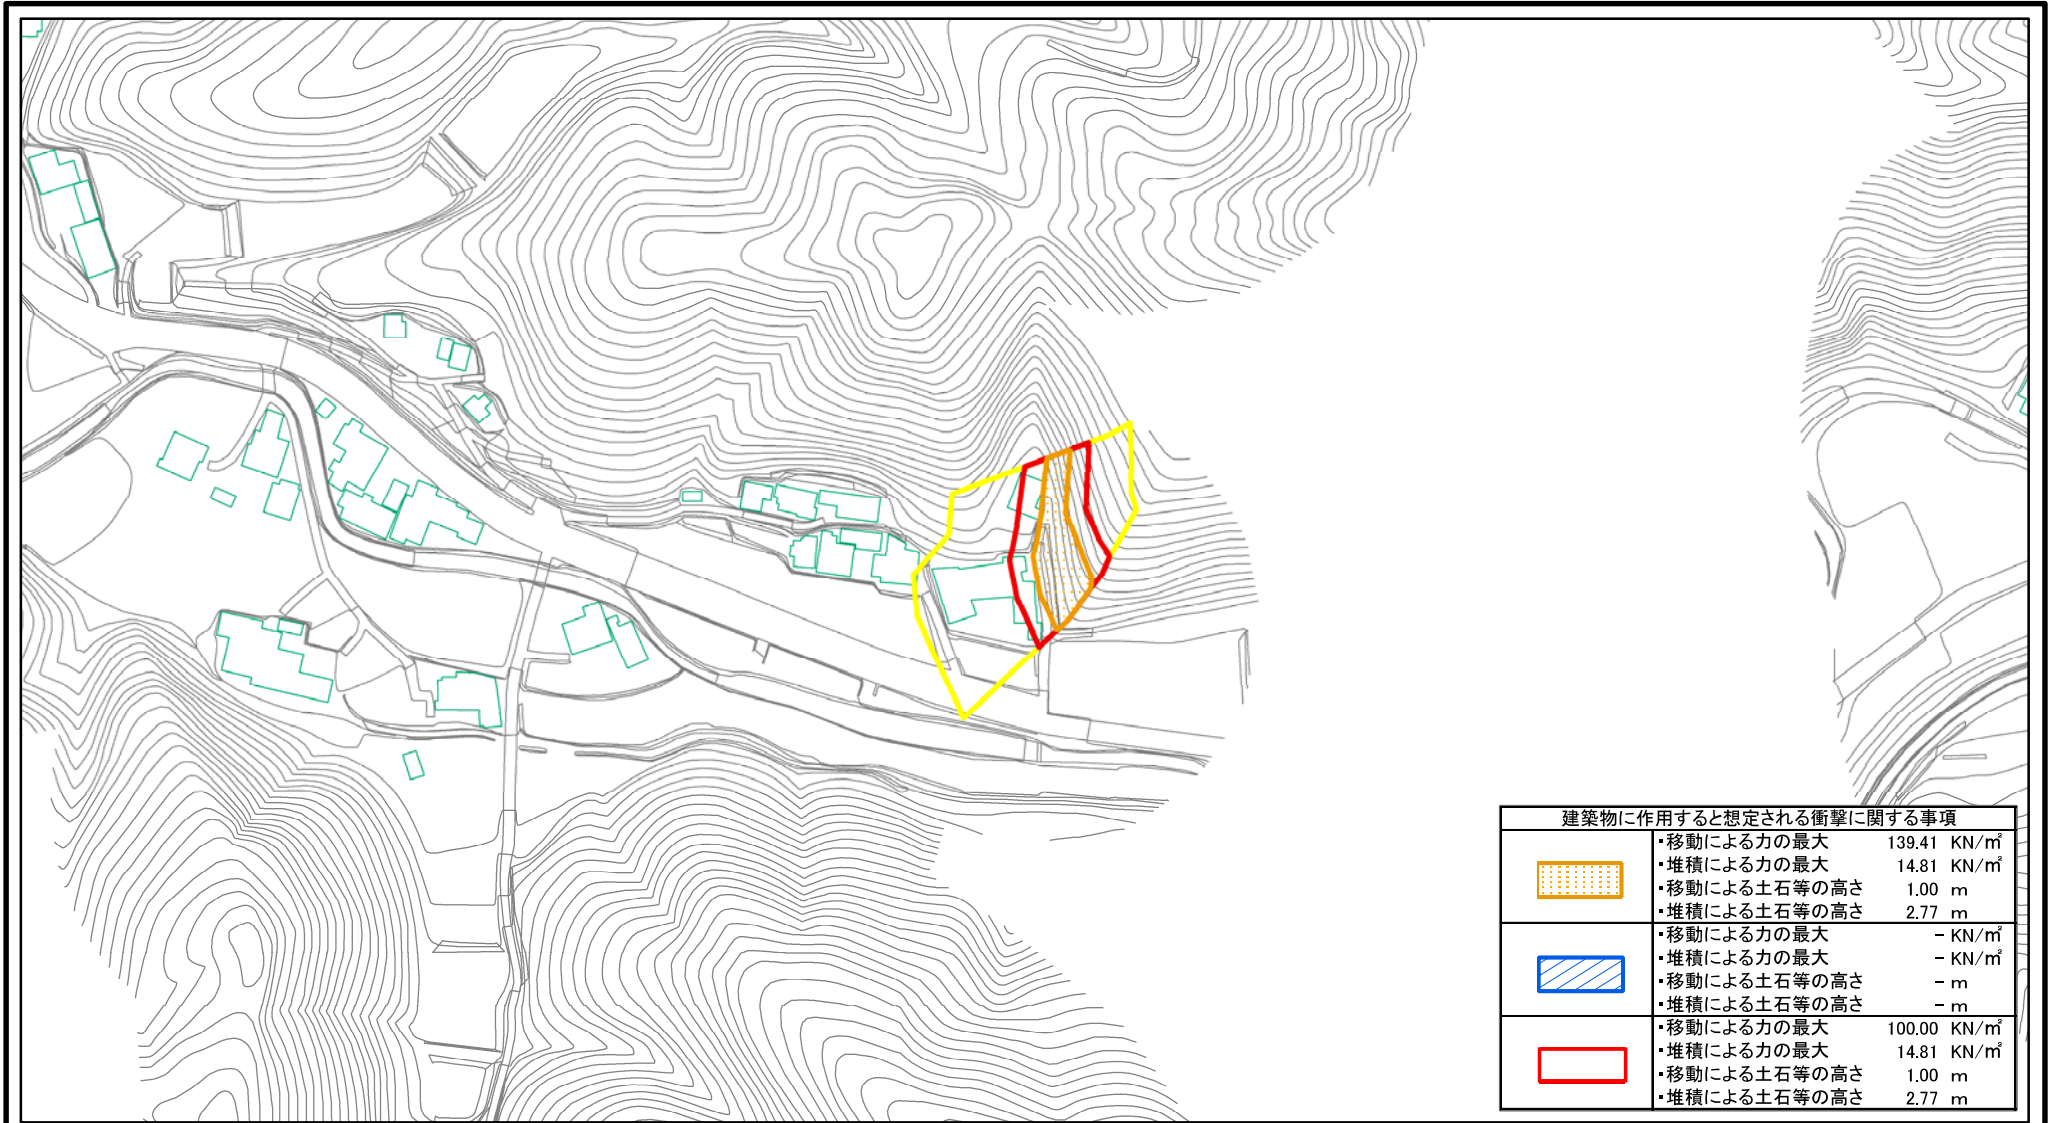 建築物に作用すると想定される衝撃に関する事項
・移動による力の最大 139.41 KN/㎡
・堆積による力の最大 14.81 KN/㎡
・移動による土石等の高さ 1.00 m
・堆積による土石等の高さ 2.77 m
・移動による力の最大 - KN/㎡
・堆積による力の最大 - KN/㎡
・移動による土石等の高さ - m
・堆積による土石等の高さ - m
・移動による力の最大 100.00 KN/㎡
・堆積による力の最大 14.81 KN/㎡
・移動による土石等の高さ 1.00 m
・堆積による土石等の高さ 2.77 m